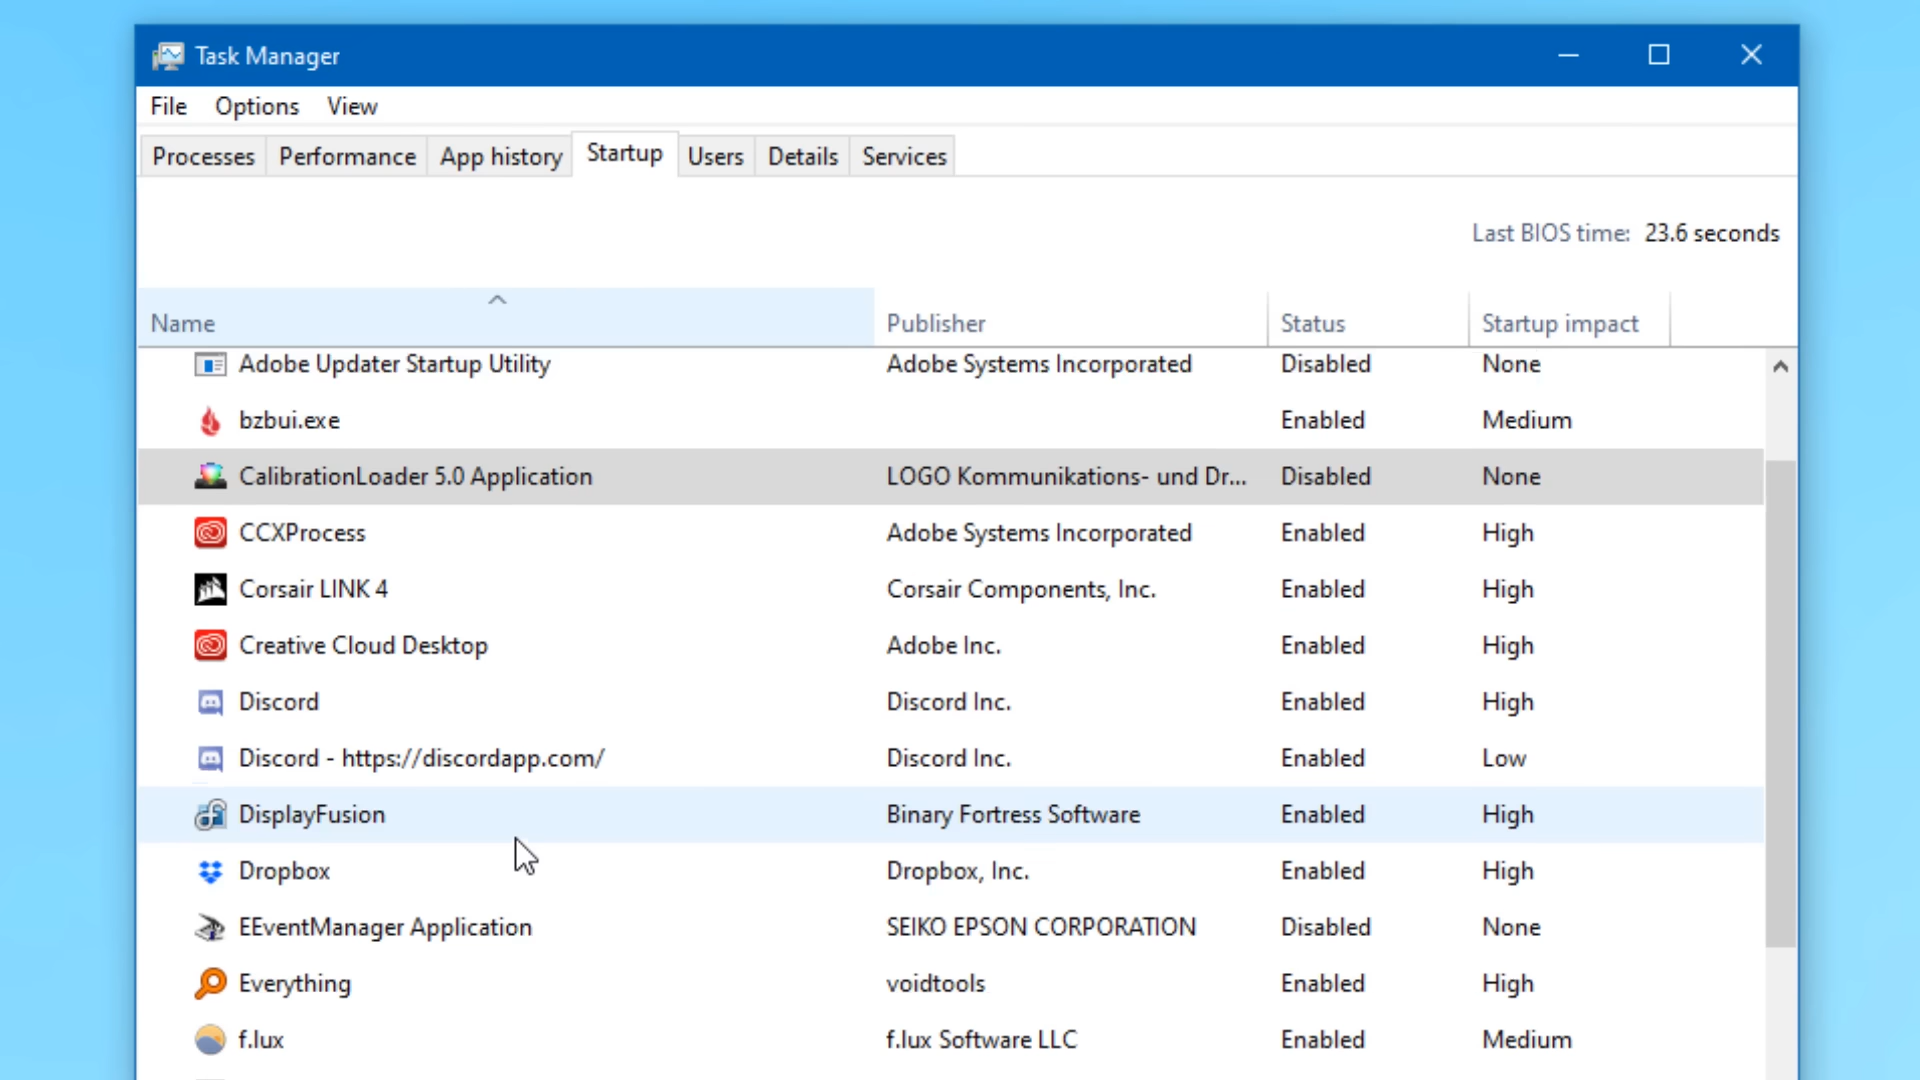 Task Manager
File Options View
Processes Performance App history Startup Users Details Services
Last BIOS time: 23.6 seconds
Name Publisher Status Startup impact
Adobe Updater Startup Utility Adobe Systems Incorporated Disabled None
bzbui.exe Enabled Medium
CalibrationLoader 5.0 Application LOGO Kommunikations- und Dr... Disabled None
CCXProcess Adobe Systems Incorporated Enabled High
Corsair LINK 4 Corsair Components, Inc. Enabled High
Creative Cloud Desktop Adobe Inc. Enabled High
Discord Discord Inc. Enabled High
Discord - https://discordapp.com/ Discord Inc. Enabled Low
DisplayFusion Binary Fortress Software Enabled High
Dropbox Dropbox, Inc. Enabled High
EEventManager Application SEIKO EPSON CORPORATION Disabled None
Everything voidtools Enabled High
f.lux f.lux Software LLC Enabled Medium